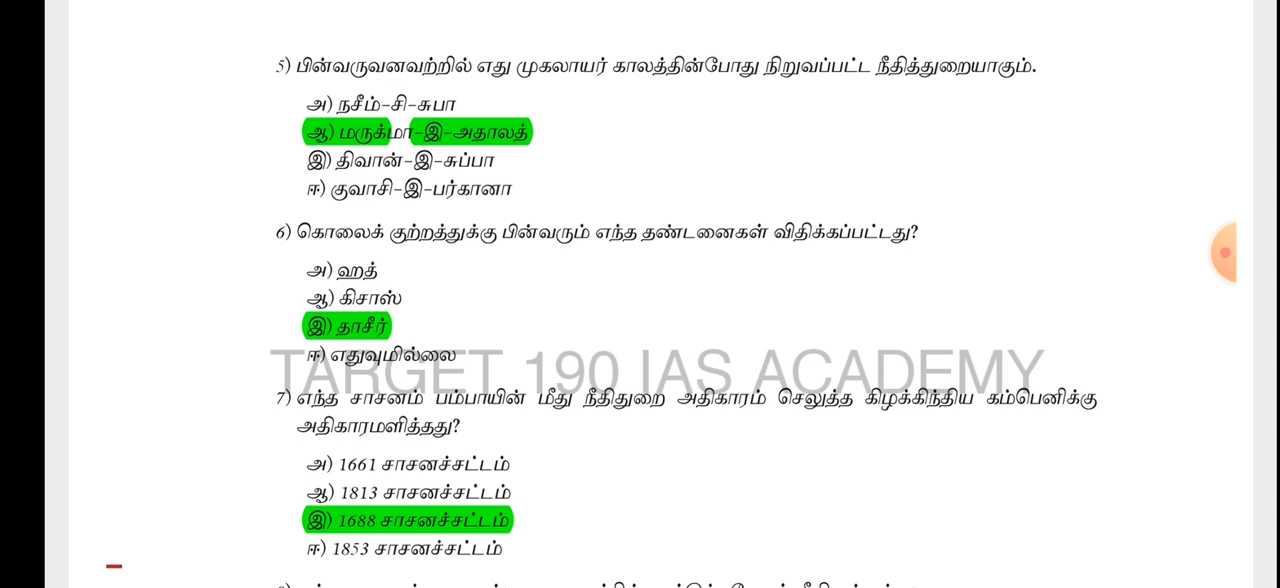 5) பின்வருவனவற்றில் எது முகலாயர் காலத்தின்போது நிறுவப்பட்ட நீதித்துறையாகும்.
அ) நசீம்-சி-சுபா
ஆ) மருக்மா-இ-அதாலத்
இ) திவான்-இ-சுப்பா
ஈ) குவாசி-இ-பர்கானா
6) கொலைக் குற்றத்துக்கு பின்வரும் எந்த தண்டனைகள் விதிக்கப்பட்டது?
அ) ஹத்
ஆ) கிசாஸ்
இ) தாசீர்
ஈ) எதுவுமில்லை
TARGET 190 IAS ACADEMY
7) எந்த சாசனம் பம்பாயின் மீது நீதிதுறை அதிகாரம் செலுத்த கிழக்கிந்திய கம்பெனிக்கு
அதிகாரமளித்தது?
அ) 1661 சாசனச்சட்டம்
ஆ) 1813 சாசனச்சட்டம்
இ) 1688 சாசனச்சட்டம்
ஈ) 1853 சாசனச்சட்டம்